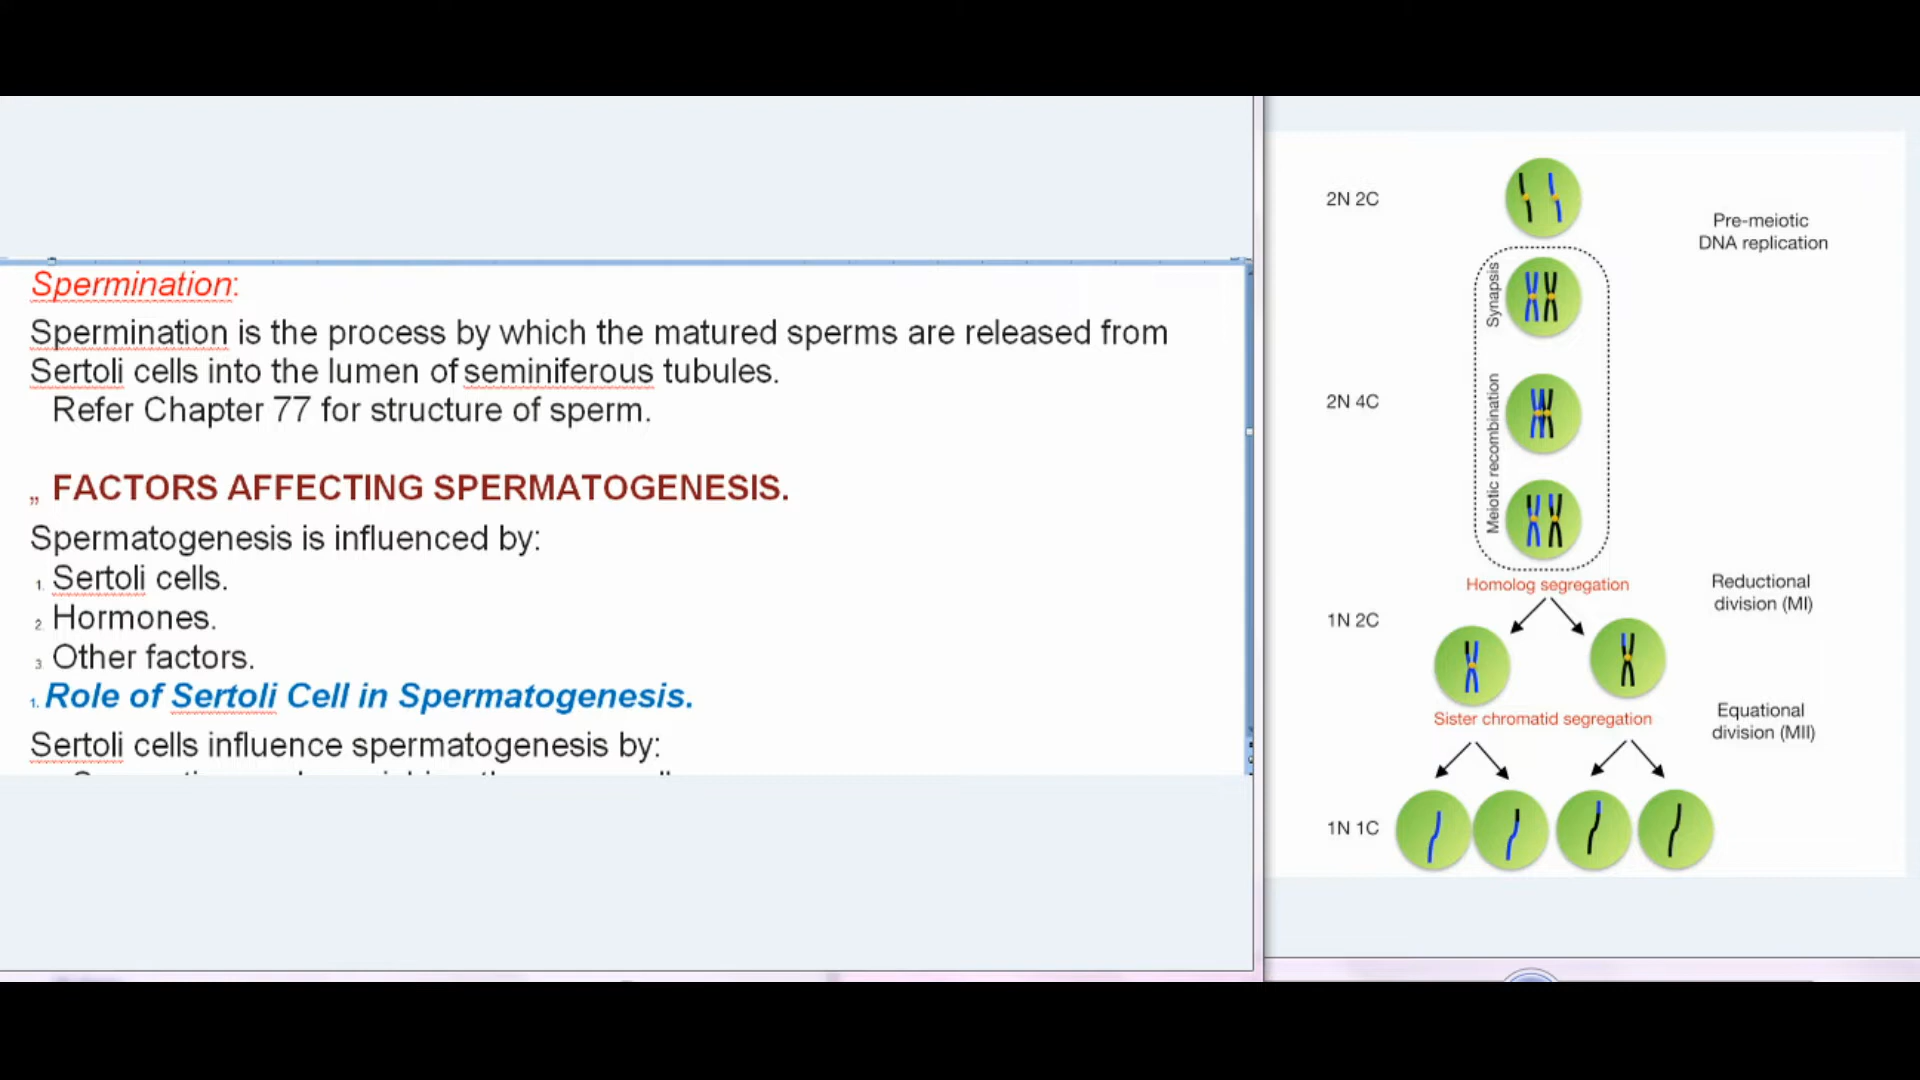 Spermination:
Spermination is the process by which the matured sperms are released from
Sertoli cells into the lumen of seminiferous tubules.
Refer Chapter 77 for structure of sperm.
„ FACTORS AFFECTING SPERMATOGENESIS.
Spermatogenesis is influenced by:
1. Sertoli cells.
2. Hormones.
3. Other factors.
1. Role of Sertoli Cell in Spermatogenesis.
Sertoli cells influence spermatogenesis by:
2N 2C
Pre-meiotic
DNA replication
Synapsis
2N 4C
Meiotic recombination
Homolog segregation
Reductional
division (MI)
1N 2C
Sister chromatid segregation
Equational
division (MII)
1N 1C